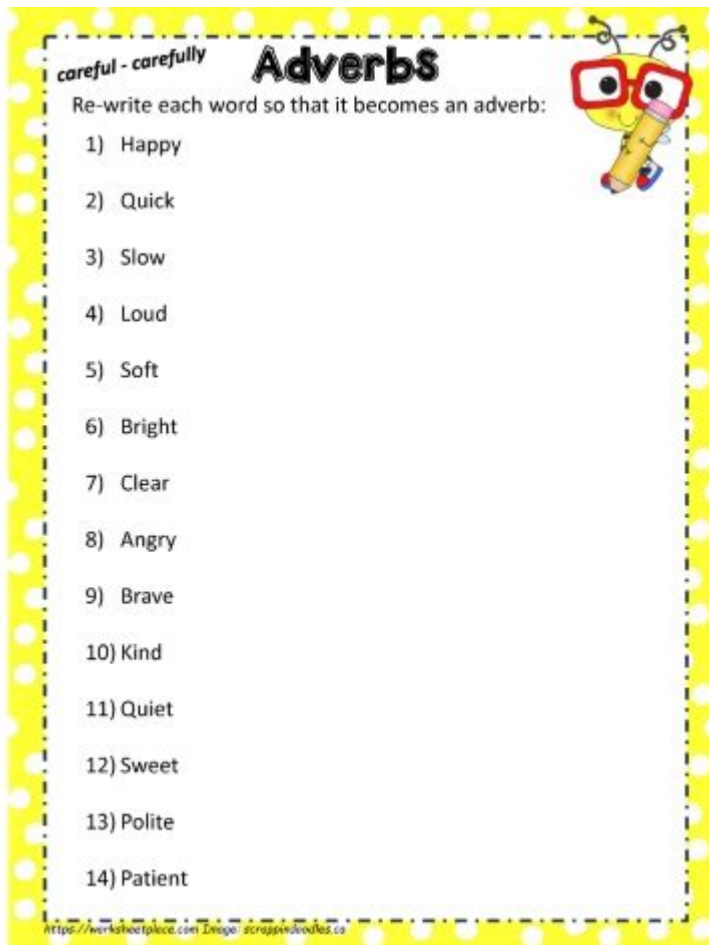 careful - carefully
Adverbs
Re-write each word so that it becomes an adverb:
1) Happy
2) Quick
3) Slow
4) Loud
5) Soft
6) Bright
7) Clear
8) Angry
9) Brave
10) Kind
11) Quiet
12) Sweet
13) Polite
14) Patient
https://worksheetplace.com Image: scrappindoodles.ca